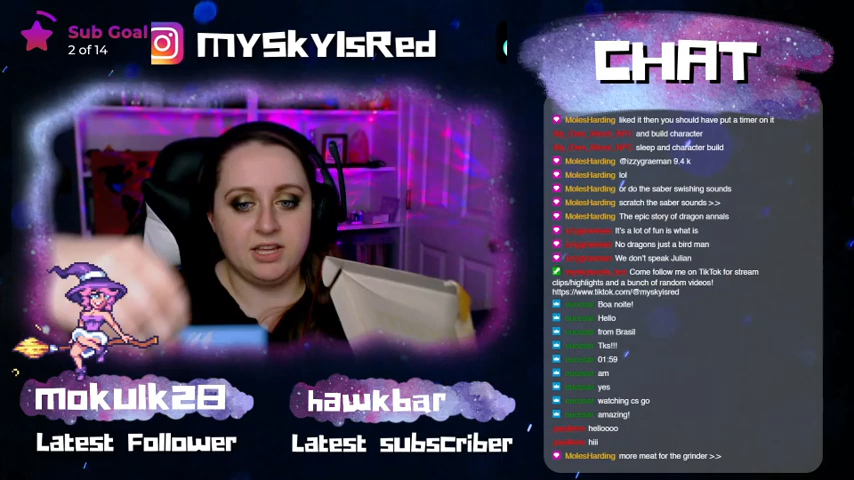 Sub Goal
2 of 14
MySkyIsRed
CHAT
MolesHarding liked it then you should have put a timer on it
and build character
sleep and character build
MolesHarding @izzygraeman 9.4 k
MolesHarding lol
MolesHarding or do the saber swishing sounds
MolesHarding scratch the saber sounds >>
MolesHarding The epic story of dragon annals
It's a lot of fun is what is
No dragons just a bird man
We don't speak Julian
Come follow me on TikTok for stream
clips/highlights and a bunch of random videos!
https://www.tiktok.com/@myskyisred
Boa noite!
Hello
from Brasil
Tks!!!
01:59
am
yes
watching cs go
amazing!
helloooo
hiii
MolesHarding more meat for the grinder >>
mokulk28
Latest Follower
hawkbar
Latest subscriber